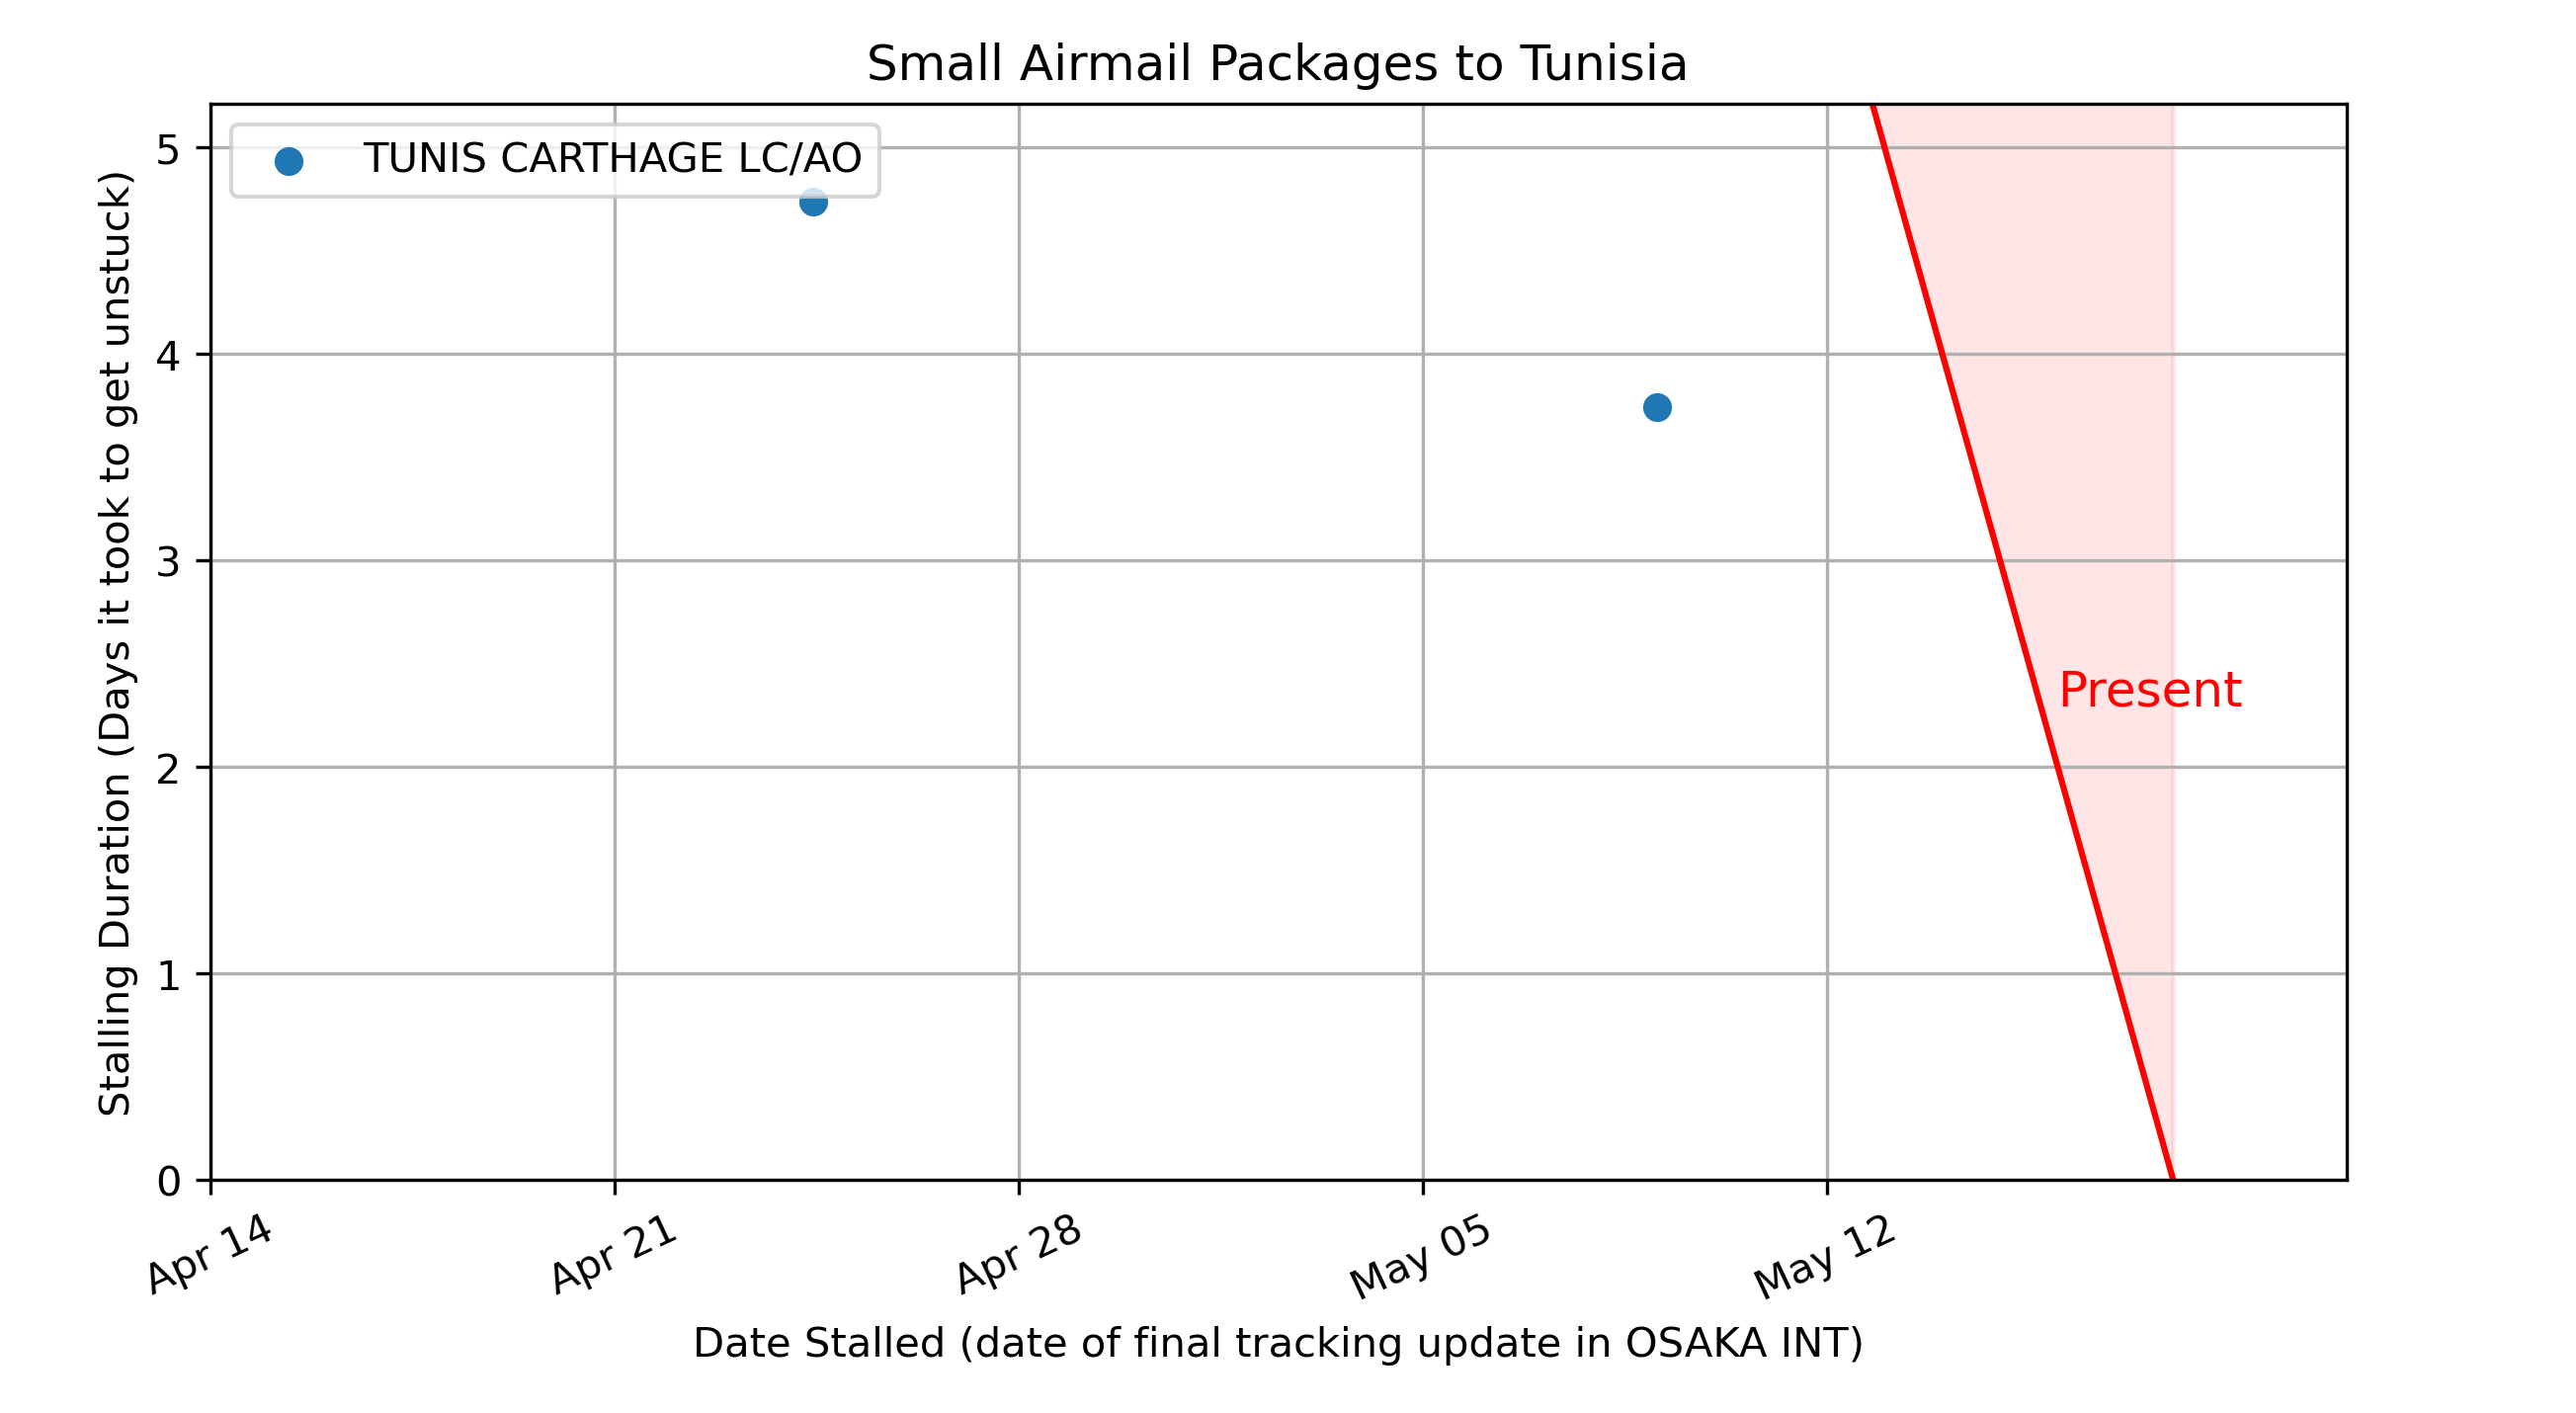 Small Airmail Packages to Tunisia
TUNIS CARTHAGE LC/AO
Stalling Duration (Days it took to get unstuck)
5
4
3
2
1
0
Present
Apr 14
Apr 21
Apr 28
May 05
May 12
Date Stalled (date of final tracking update in OSAKA INT)